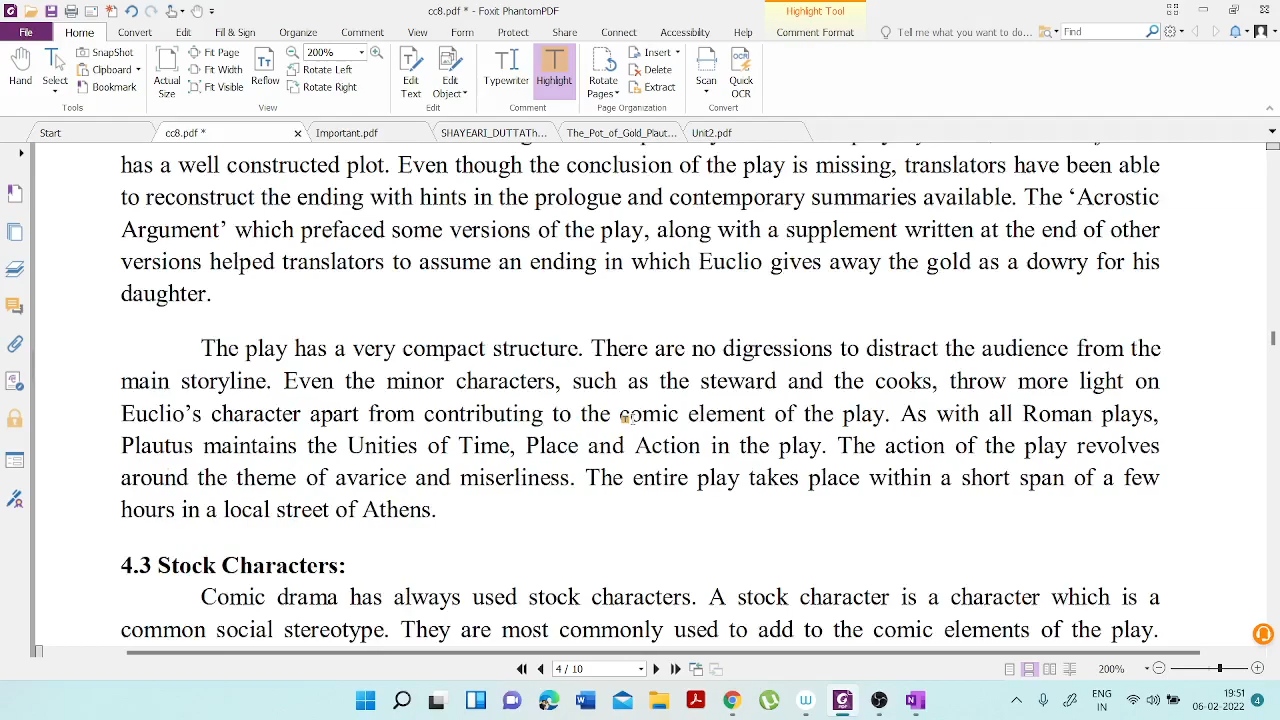 cc8.pdf * - Foxit PhantomPDF
Highlight Tool
File Home Convert Edit Fill & Sign Organize Comment View Form Protect Share Connect Accessibility Help Comment Format Tell me what you want to do... Find
Hand Select SnapShot Clipboard Bookmark
Actual Size Fit Page Fit Width Fit Visible Reflow 200% Rotate Left Rotate Right
Edit Text Edit Object Typewriter Highlight Rotate Pages Insert Delete Extract Scan Quick OCR
Tools View Edit Comment Page Organization Convert
Start cc8.pdf * Important.pdf SHAYEARI_DUTTATh... The_Pot_of_Gold_Plaut... Unit2.pdf
has a well constructed plot. Even though the conclusion of the play is missing, translators have been able
to reconstruct the ending with hints in the prologue and contemporary summaries available. The ‘Acrostic
Argument’ which prefaced some versions of the play, along with a supplement written at the end of other
versions helped translators to assume an ending in which Euclio gives away the gold as a dowry for his
daughter.
The play has a very compact structure. There are no digressions to distract the audience from the
main storyline. Even the minor characters, such as the steward and the cooks, throw more light on
Euclio’s character apart from contributing to the comic element of the play. As with all Roman plays,
Plautus maintains the Unities of Time, Place and Action in the play. The action of the play revolves
around the theme of avarice and miserliness. The entire play takes place within a short span of a few
hours in a local street of Athens.
4.3 Stock Characters:
Comic drama has always used stock characters. A stock character is a character which is a
common social stereotype. They are most commonly used to add to the comic elements of the play.
4 / 10 200%
ENG 19:51
IN 06-02-2022 4